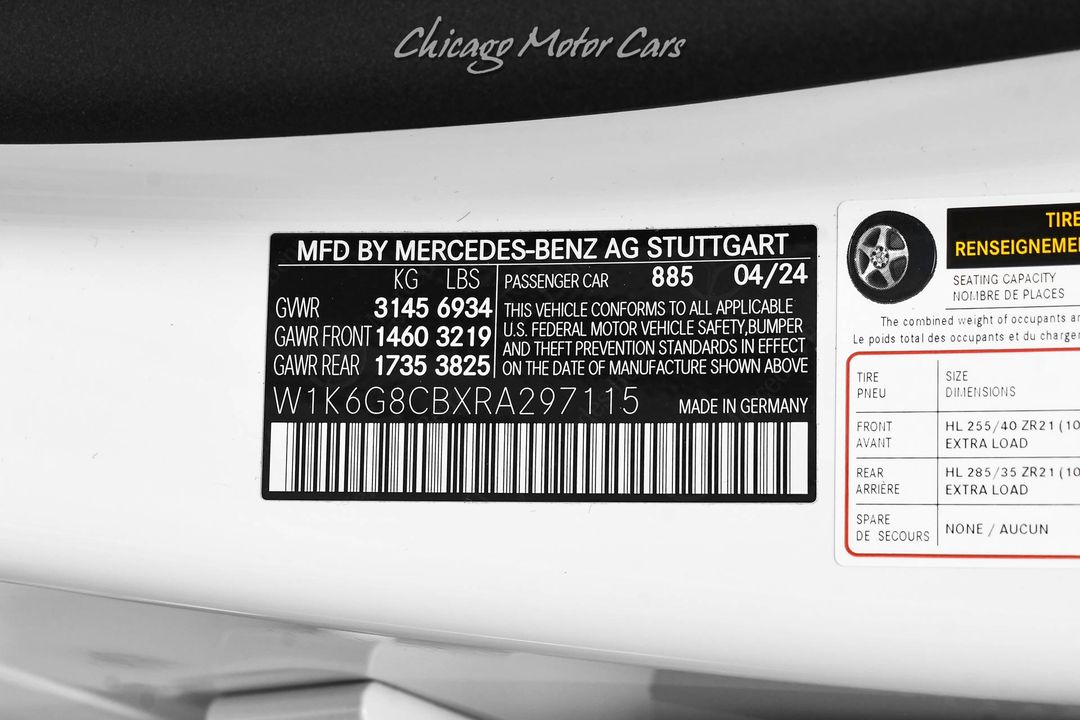 Chicago Motor Cars
MFD BY MERCEDES-BENZ AG STUTTGART
KG LBS
GVWR 3145 6934
GAWR FRONT 1460 3219
GAWR REAR 1735 3825
PASSENGER CAR 885 04/24
THIS VEHICLE CONFORMS TO ALL APPLICABLE
U.S. FEDERAL MOTOR VEHICLE SAFETY,BUMPER
AND THEFT PREVENTION STANDARDS IN EFFECT
ON THE DATE OF MANUFACTURE SHOWN ABOVE
W1K6G8CBXRA297115 MADE IN GERMANY
TIRE
RENSEIGNEME
SEATING CAPACITY
NOMBRE DE PLACES
The combined weight of occupants
Le poids total des occupants et du charge
TIRE SIZE
PNEU DIMENSIONS
FRONT HL 255/40 ZR21 (10
AVANT EXTRA LOAD
REAR HL 285/35 ZR21 (10
ARRIÈRE EXTRA LOAD
SPARE NONE / AUCUN
DE SECOURS